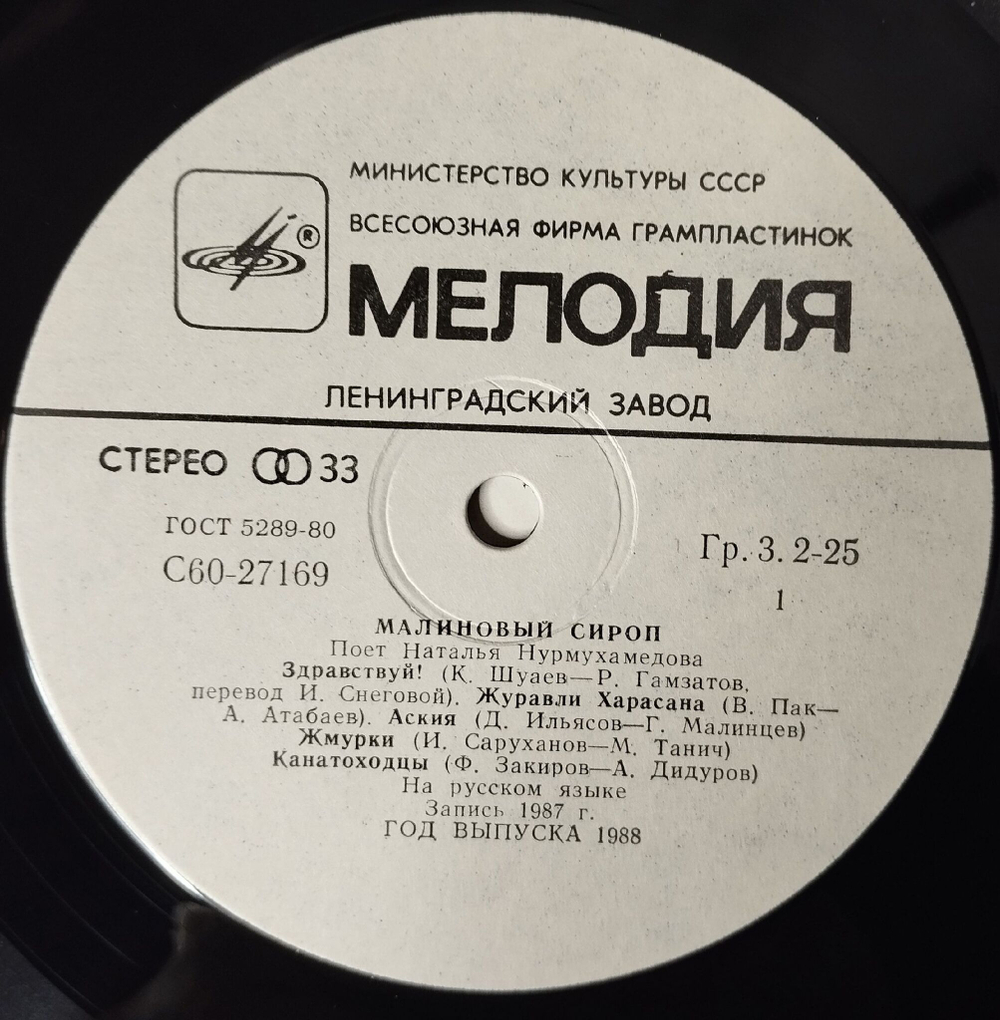 МИНИСТЕРСТВО КУЛЬТУРЫ СССР
ВСЕСОЮЗНАЯ ФИРМА ГРАМПЛАСТИНОК
®
МЕЛОДИЯ
ЛЕНИНГРАДСКИЙ ЗАВОД
СТЕРЕО 33
ГОСТ 5289-80
С60-27169
Гр. 3. 2-25
1
МАЛИНОВЫЙ СИРОП
Поет Наталья Нурмухамедова
Здравствуй! (К. Шуаев—Р. Гамзатов,
перевод И. Снеговой). Журавли Харасана (В. Пак—
А. Атабаев). Аския (Д. Ильясов—Г. Малинцев)
Жмурки (И. Саруханов—М. Танич)
Канатоходцы (Ф. Закиров—А. Дидуров)
На русском языке
Запись 1987 г.
ГОД ВЫПУСКА 1988